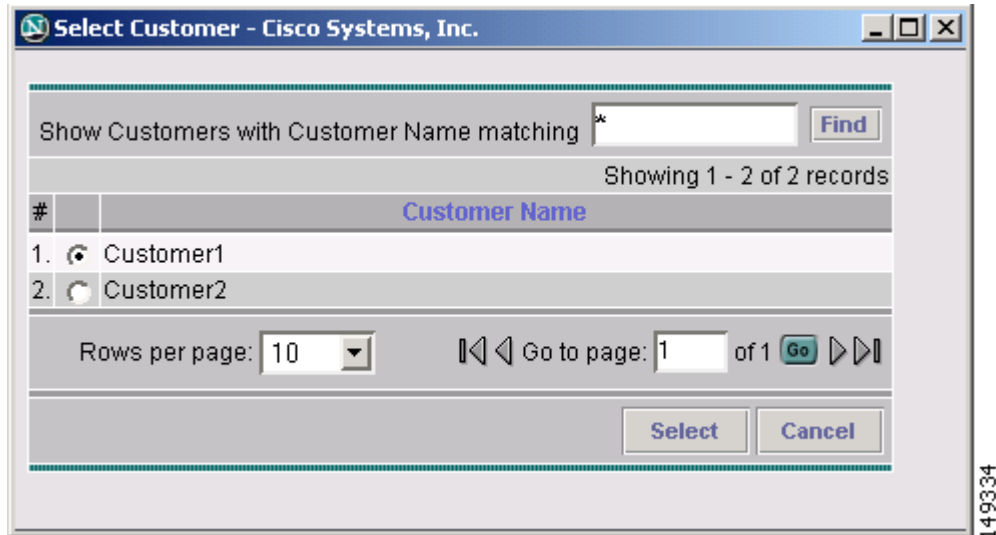 Select Customer - Cisco Systems, Inc.
Show Customers with Customer Name matching * Find
Showing 1 - 2 of 2 records
# Customer Name
1. Customer1
2. Customer2
Rows per page: 10 Go to page: 1 of 1 Go
Select Cancel
149334